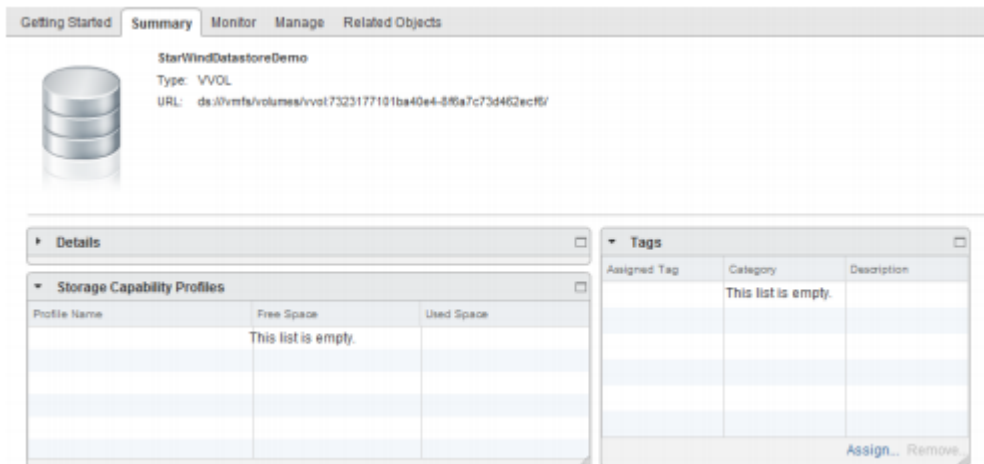 Getting Started Summary Monitor Manage Related Objects
StarWindDatastoreDemo
Type: VVOL
URL: ds:///vmfs/volumes/vvol:7323177101ba40e4-8f6a7c73d462ecf6/
Details
Storage Capability Profiles
Profile Name Free Space Used Space
This list is empty.
Tags
Assigned Tag Category Description
This list is empty.
Assign... Remove...